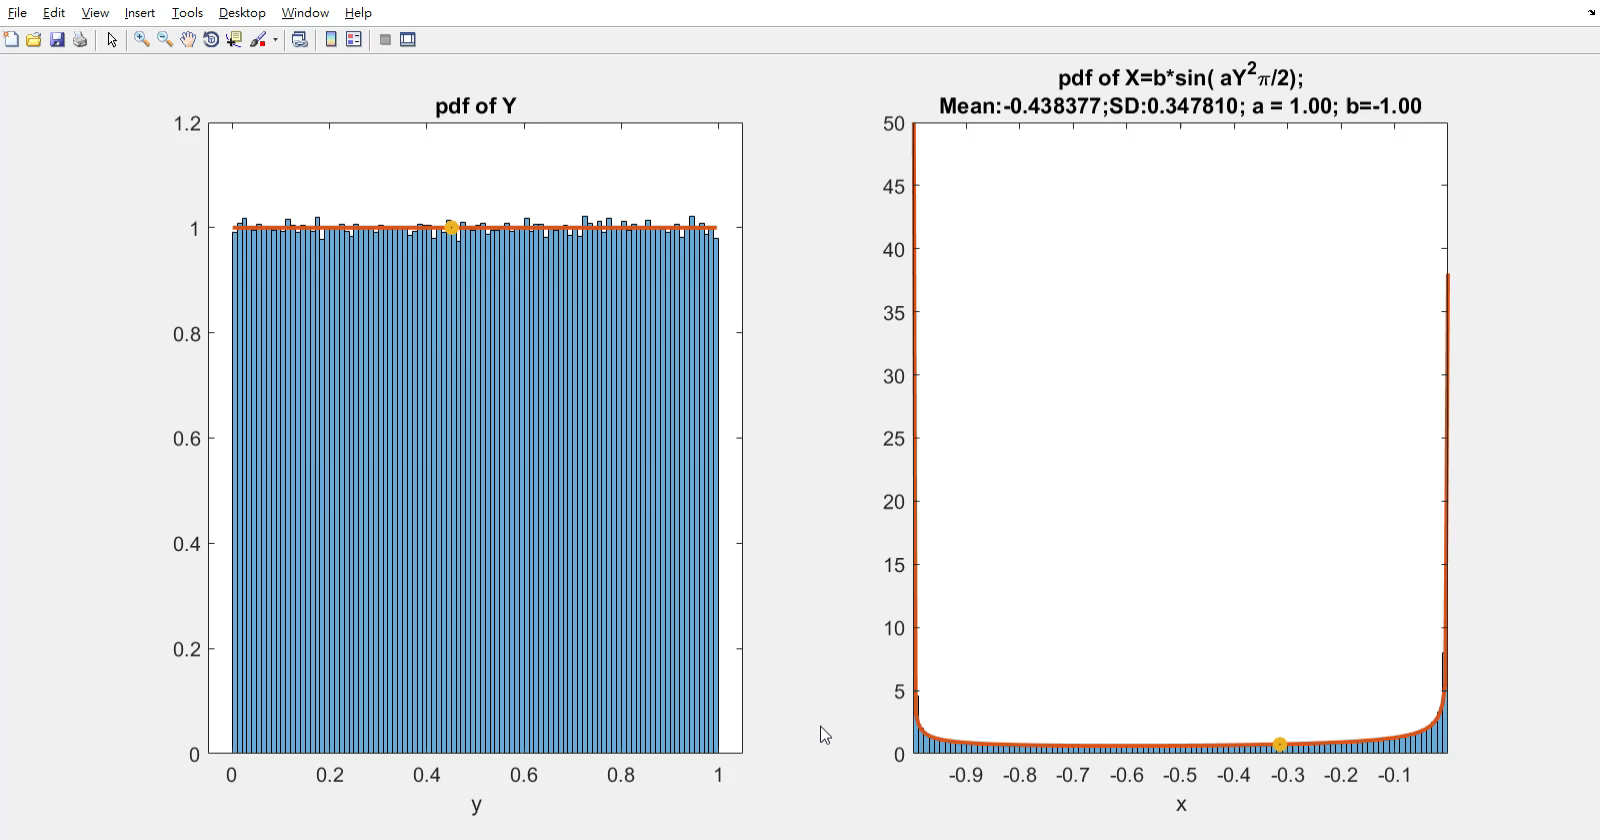 File Edit View Insert Tools Desktop Window Help
pdf of Y
1.2
1
0.8
0.6
0.4
0.2
0
0 0.2 0.4 0.6 0.8 1
y
pdf of X=b*sin( aY²π/2);
Mean:-0.438377;SD:0.347810; a = 1.00; b=-1.00
50
45
40
35
30
25
20
15
10
5
0
-0.9 -0.8 -0.7 -0.6 -0.5 -0.4 -0.3 -0.2 -0.1
x